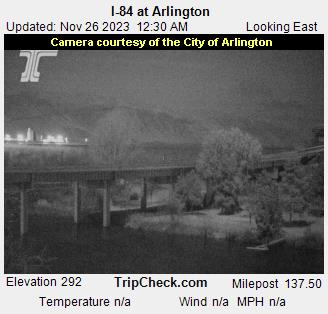 I-84 at Arlington
Updated: Nov 26 2023 12:30 AM Looking East
Camera courtesy of the City of Arlington
Elevation 292 TripCheck.com Milepost 137.50
Temperature n/a Wind n/a MPH n/a